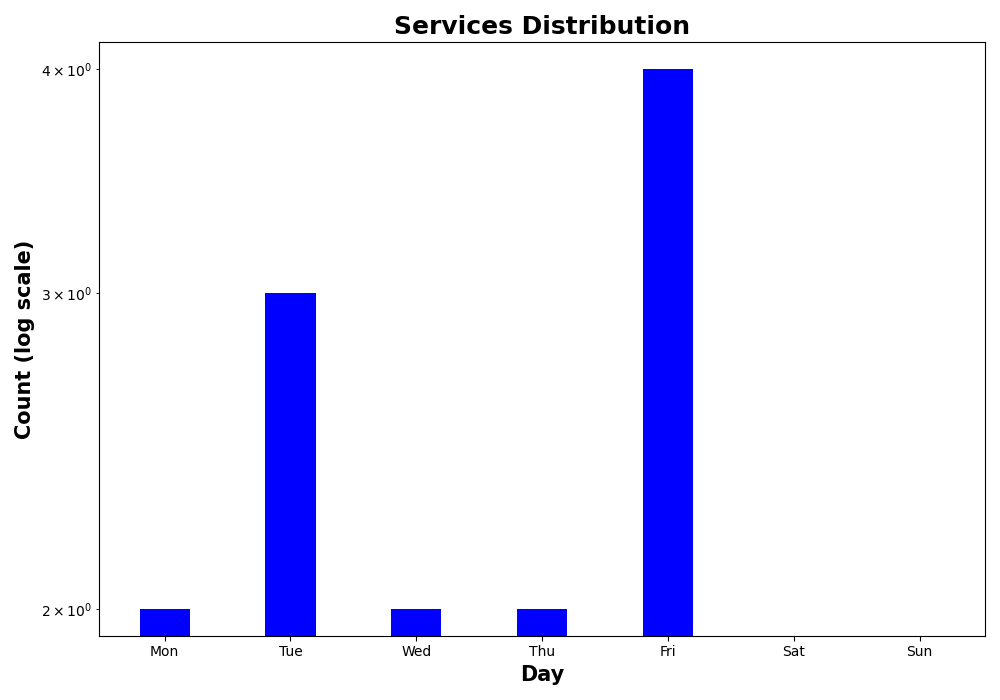 Services Distribution
4 × 10⁰
3 × 10⁰
2 × 10⁰
Count (log scale)
Mon Tue Wed Thu Fri Sat Sun
Day